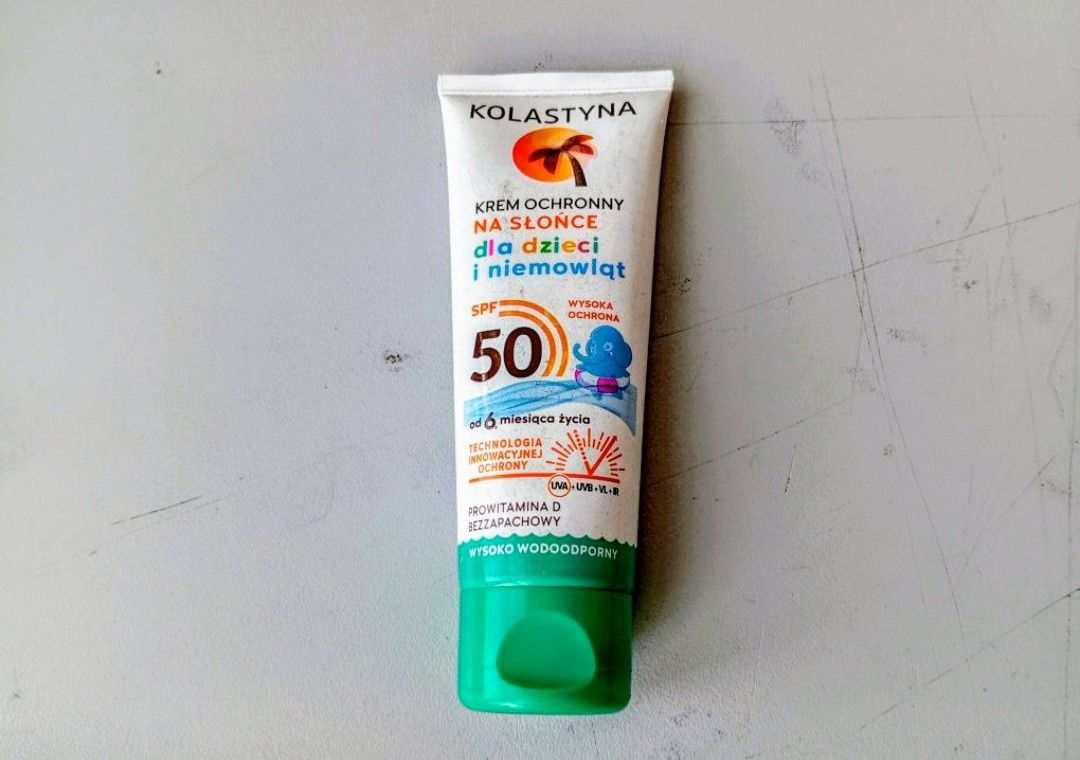 KOLASTYNA
KREM OCHRONNY
NA SŁOŃCE
dla dzieci
i niemowląt
SPF
50
WYSOKA
OCHRONA
od 6 miesiąca życia
TECHNOLOGIA
INNOWACYJNEJ
OCHRONY
UVA + UVB + VL + IR
PROWITAMINA D
BEZZAPACHOWY
WYSOKO WODOODPORNY